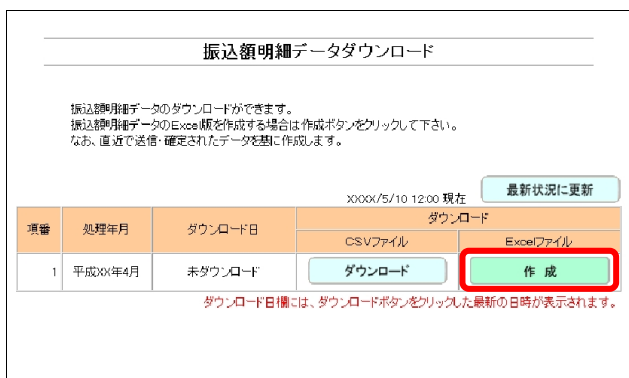 振込額明細データダウンロード
振込額明細データのダウンロードができます。
振込額明細データのExcel版を作成する場合は作成ボタンをクリックして下さい。
なお、直近で送信・確定されたデータを基に作成します。
XXXX/5/10 12:00 現在 最新状況に更新
項番 処理年月 ダウンロード日 ダウンロード
CSVファイル Excelファイル
1 平成XX年4月 未ダウンロード ダウンロード 作 成
ダウンロード日欄には、ダウンロードボタンをクリックした最新の日時が表示されます。